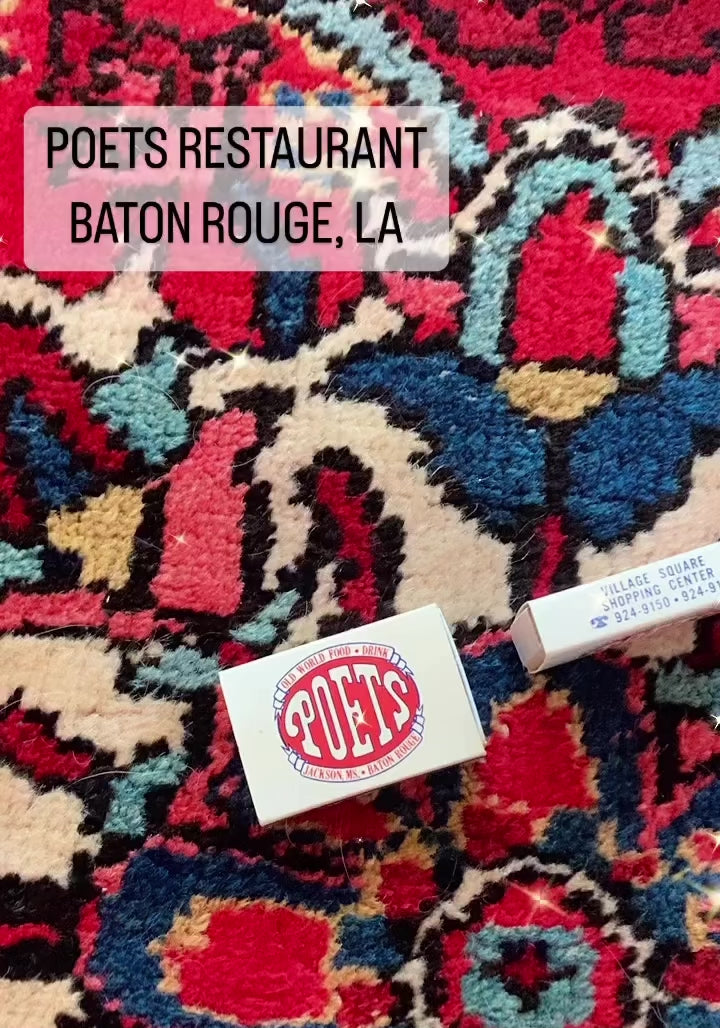 POETS RESTAURANT
BATON ROUGE, LA
VILLAGE SQUARE
SHOPPING CENTER
924-9150 • 924-91
OLD WORLD FOOD • DRINK
POETS
JACKSON, MS. • BATON ROUGE